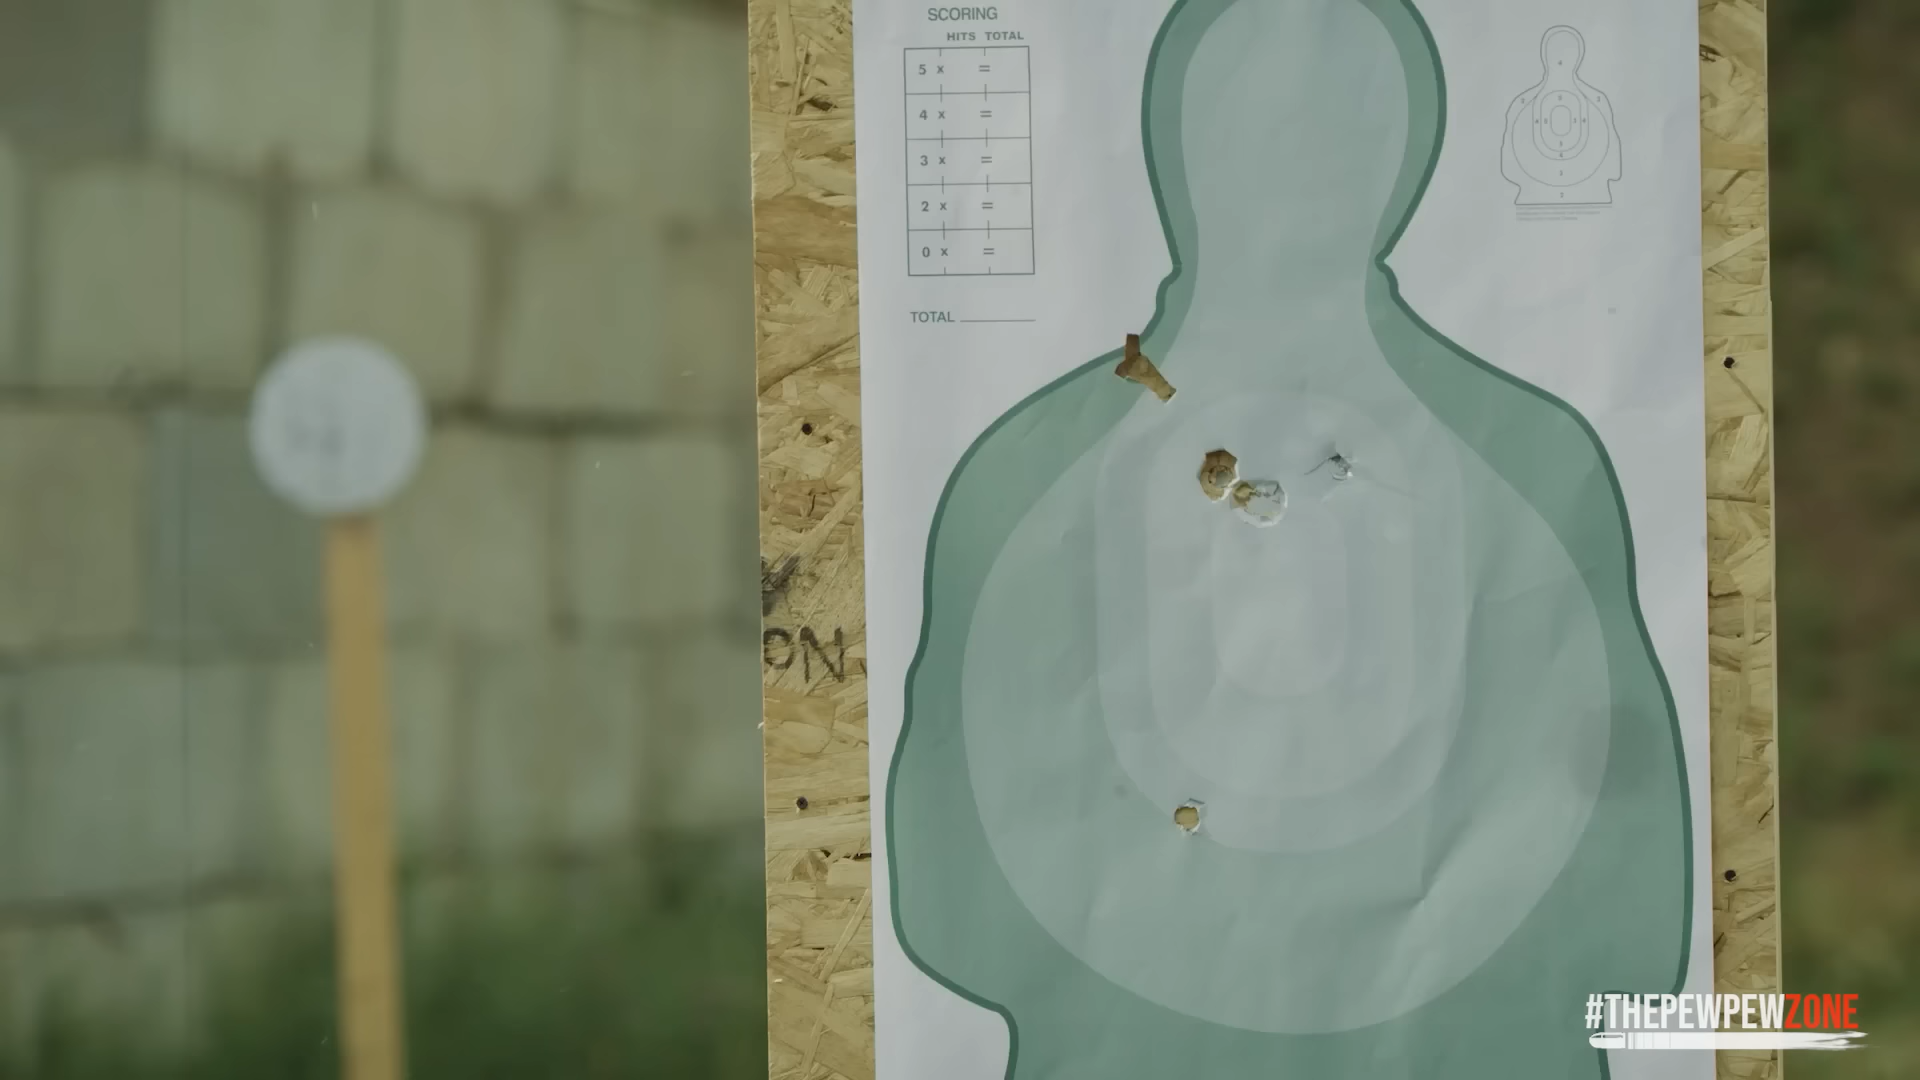 SCORING
HITS TOTAL
5 x =
4 x =
3 x =
2 x =
0 x =
TOTAL
ON
#THEPEWPEWZONE